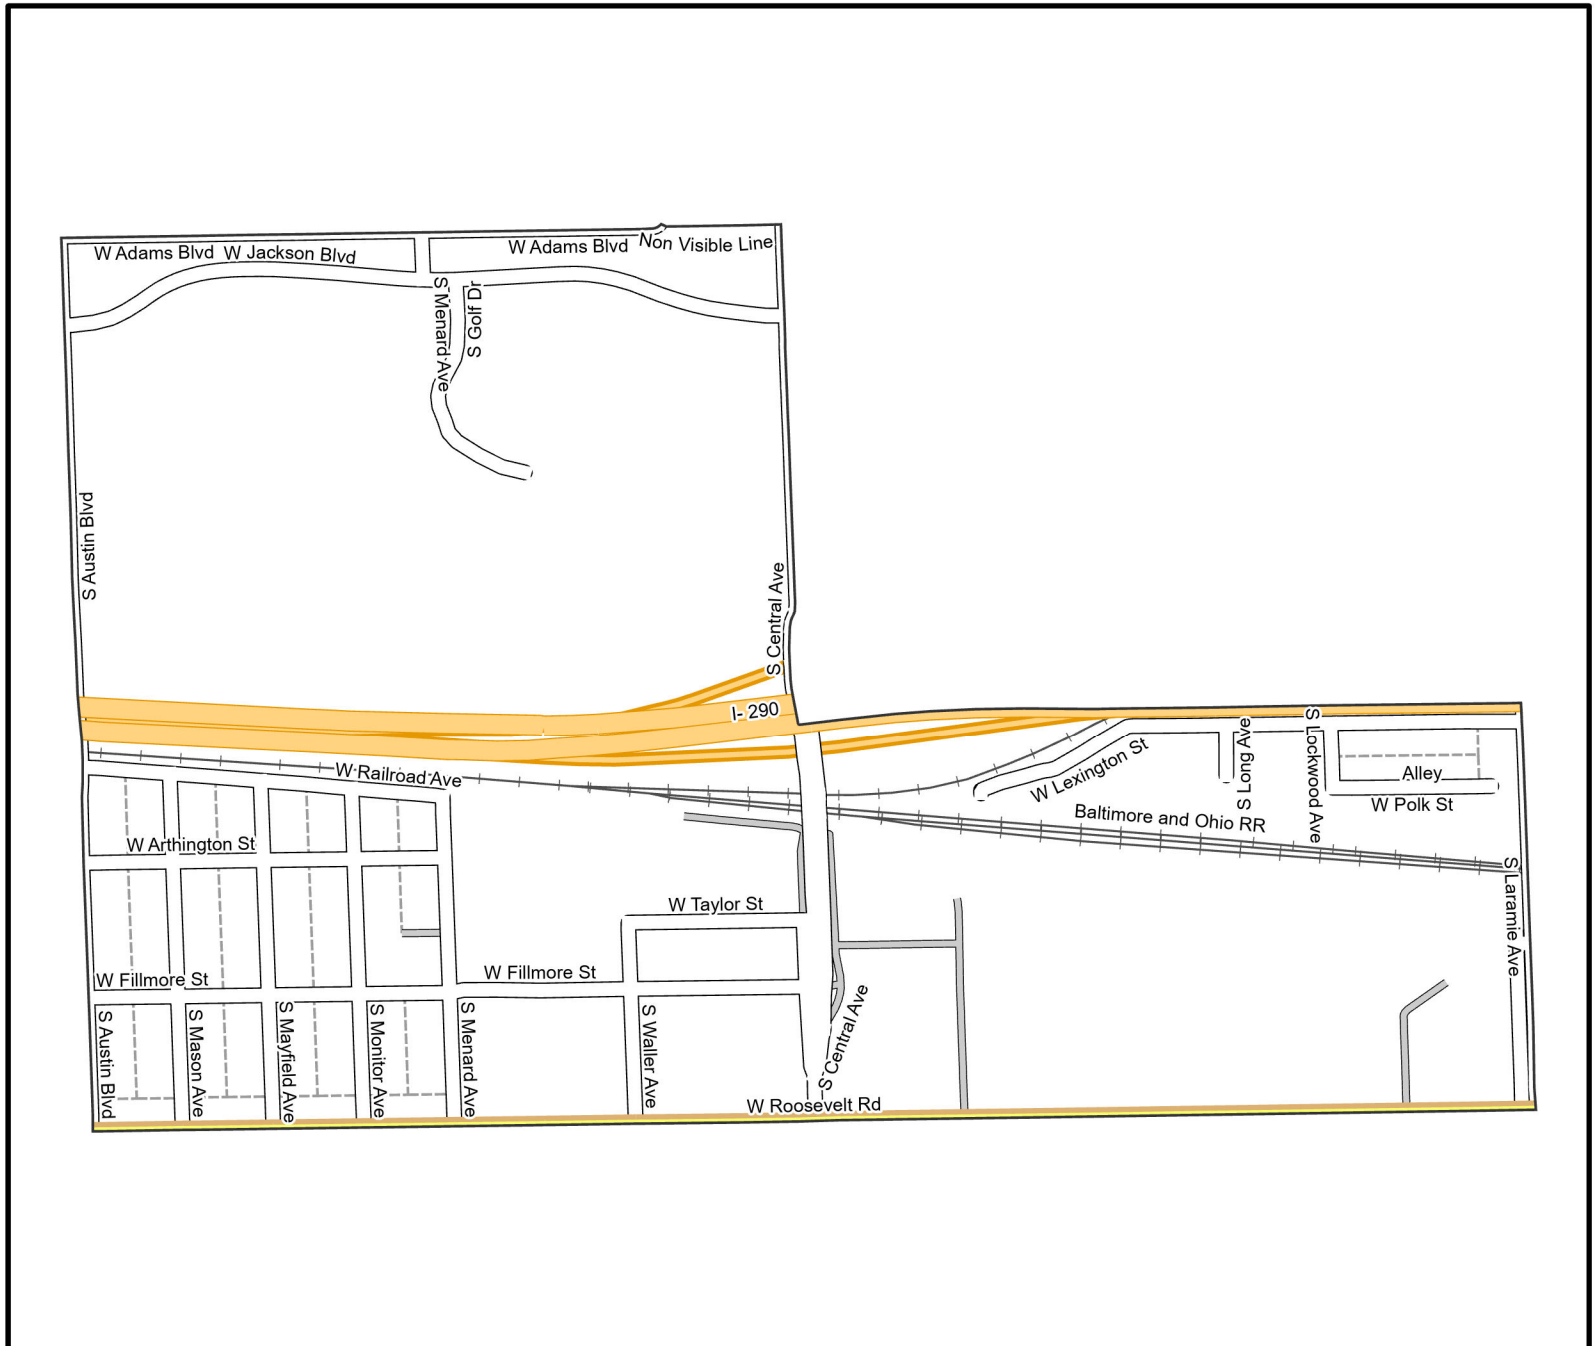 W Adams Blvd
W Jackson Blvd
W Adams Blvd
Non Visible Line
S Menard Ave
S Golf Dr
S Austin Blvd
S Central Ave
I- 290
W Railroad Ave
W Lexington St
S Long Ave
S Lockwood Ave
Alley
W Polk St
Baltimore and Ohio RR
W Arthington St
S Laramie Ave
W Taylor St
W Fillmore St
W Fillmore St
S Austin Blvd
S Mason Ave
S Mayfield Ave
S Monitor Ave
S Menard Ave
S Waller Ave
S Central Ave
W Roosevelt Rd